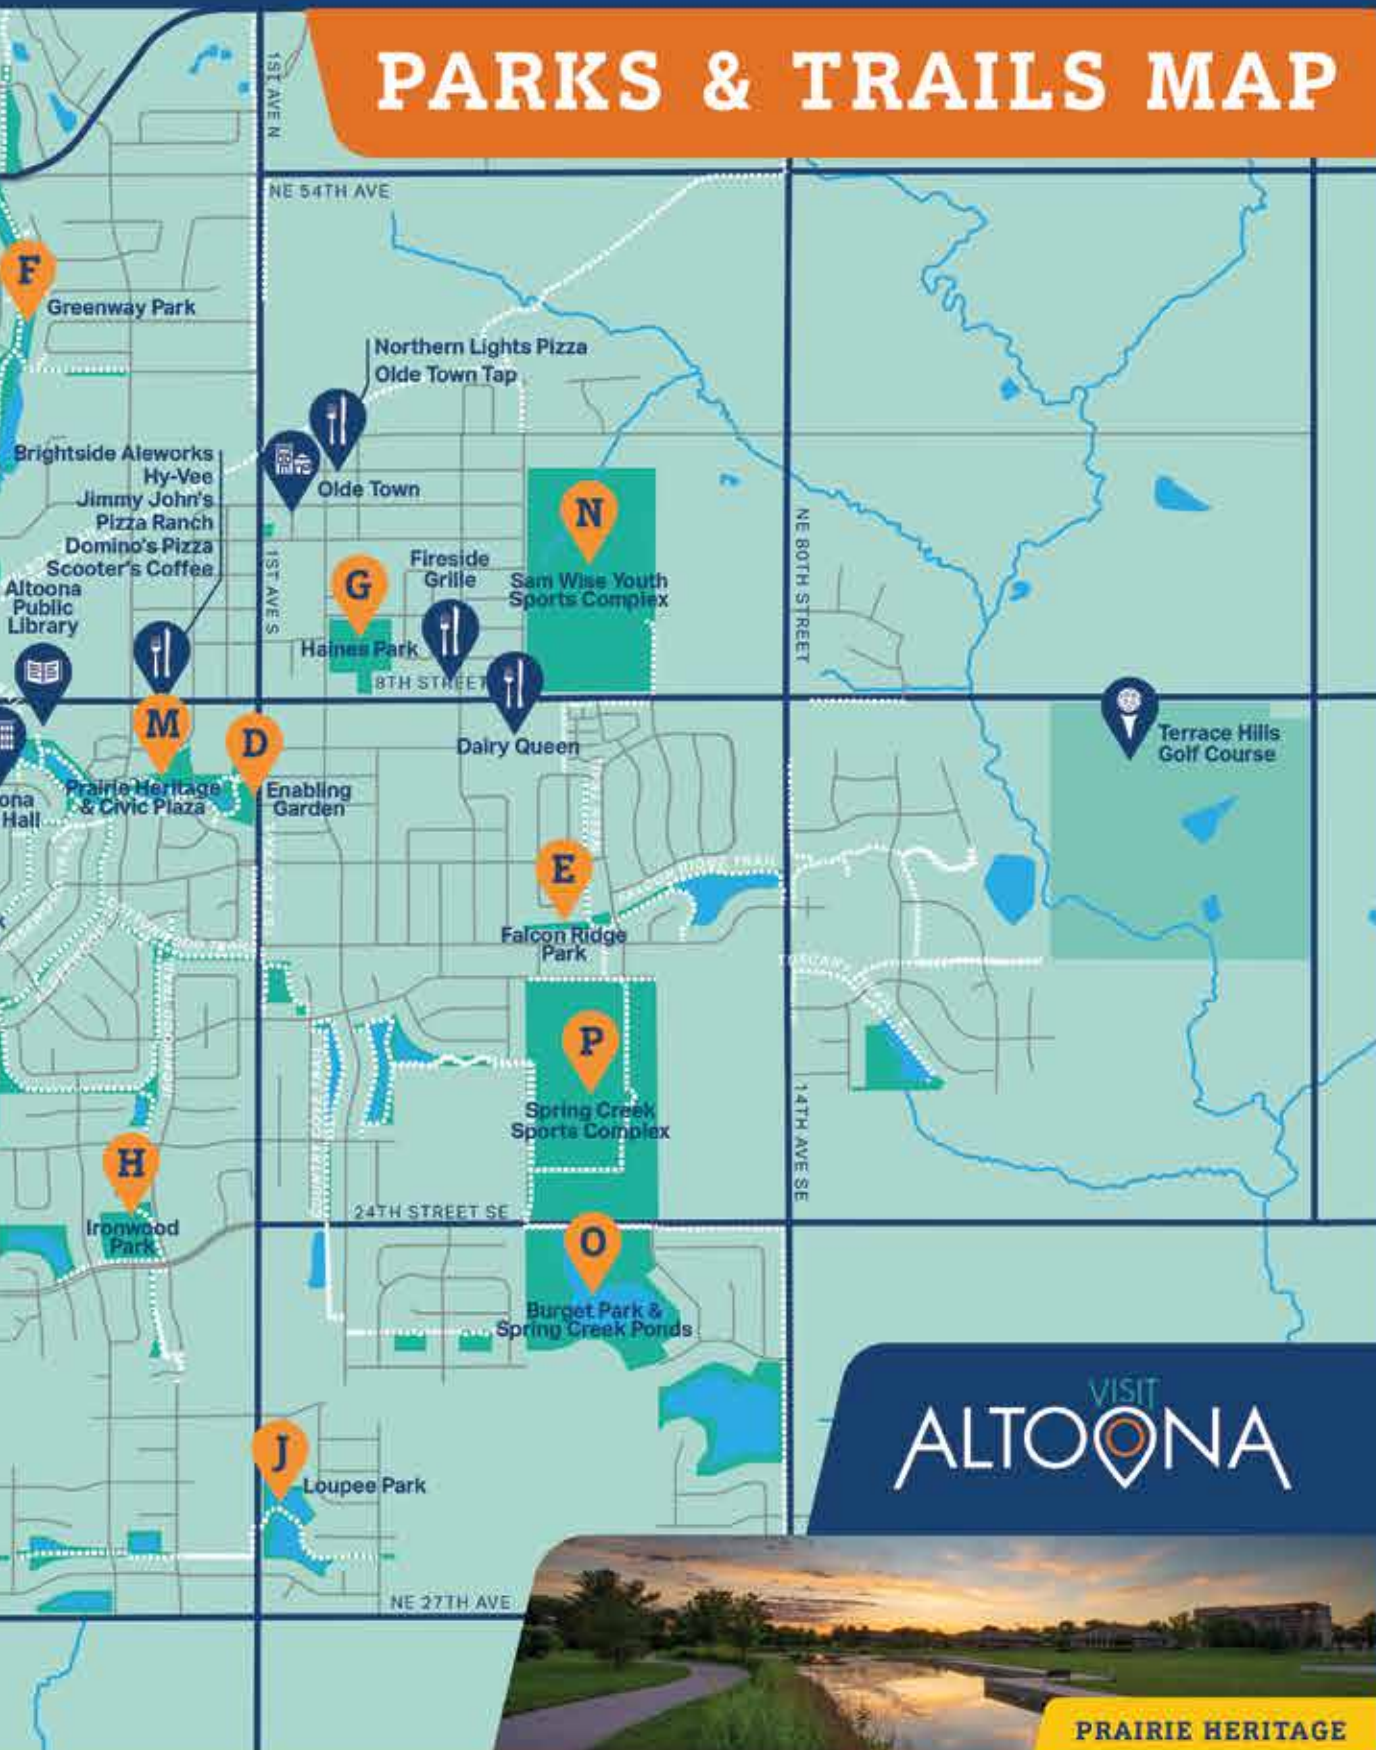 PARKS & TRAILS MAP
1ST AVE N
NE 54TH AVE
F
Greenway Park
Northern Lights Pizza
Olde Town Tap
Brightside Aleworks
Hy-Vee
Jimmy John's
Pizza Ranch
Domino's Pizza
Scooter's Coffee
Olde Town
N
Sam Wise Youth
Sports Complex
NE 80TH STREET
1ST AVE S
G
Haines Park
Fireside
Grille
Altoona
Public
Library
8TH STREET
M
Prairie Heritage
& Civic Plaza
D
Enabling
Garden
Dairy Queen
Terrace Hills
Golf Course
ona
Hall
E
Falcon Ridge
Park
RIDGE TRAIL
P
Spring Creek
Sports Complex
14TH AVE SE
H
Ironwood
Park
24TH STREET SE
O
Burget Park &
Spring Creek Ponds
J
Loupee Park
NE 27TH AVE
VISIT
ALTOONA
PRAIRIE HERITAGE